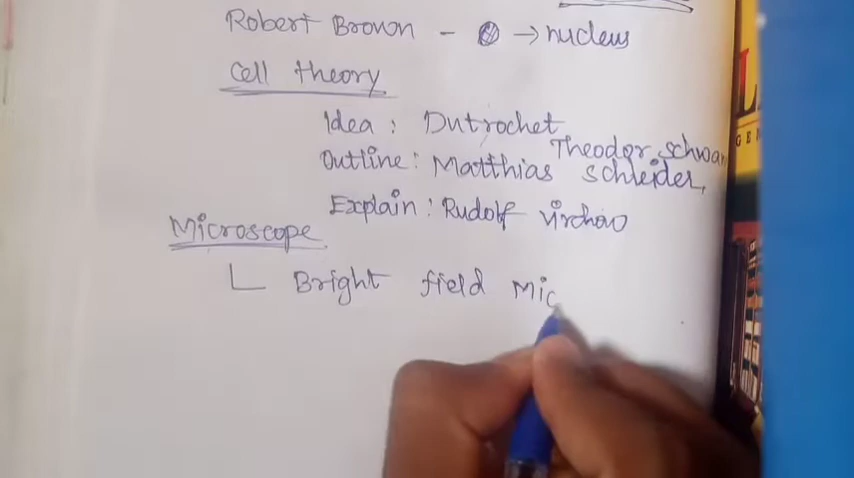 Robert Brown - → nucleus
Cell theory
Idea : Dutrochet
Theodor schwan
Outline : Matthias schleider,
Explain : Rudolf virchow
Microscope
Bright field Mic